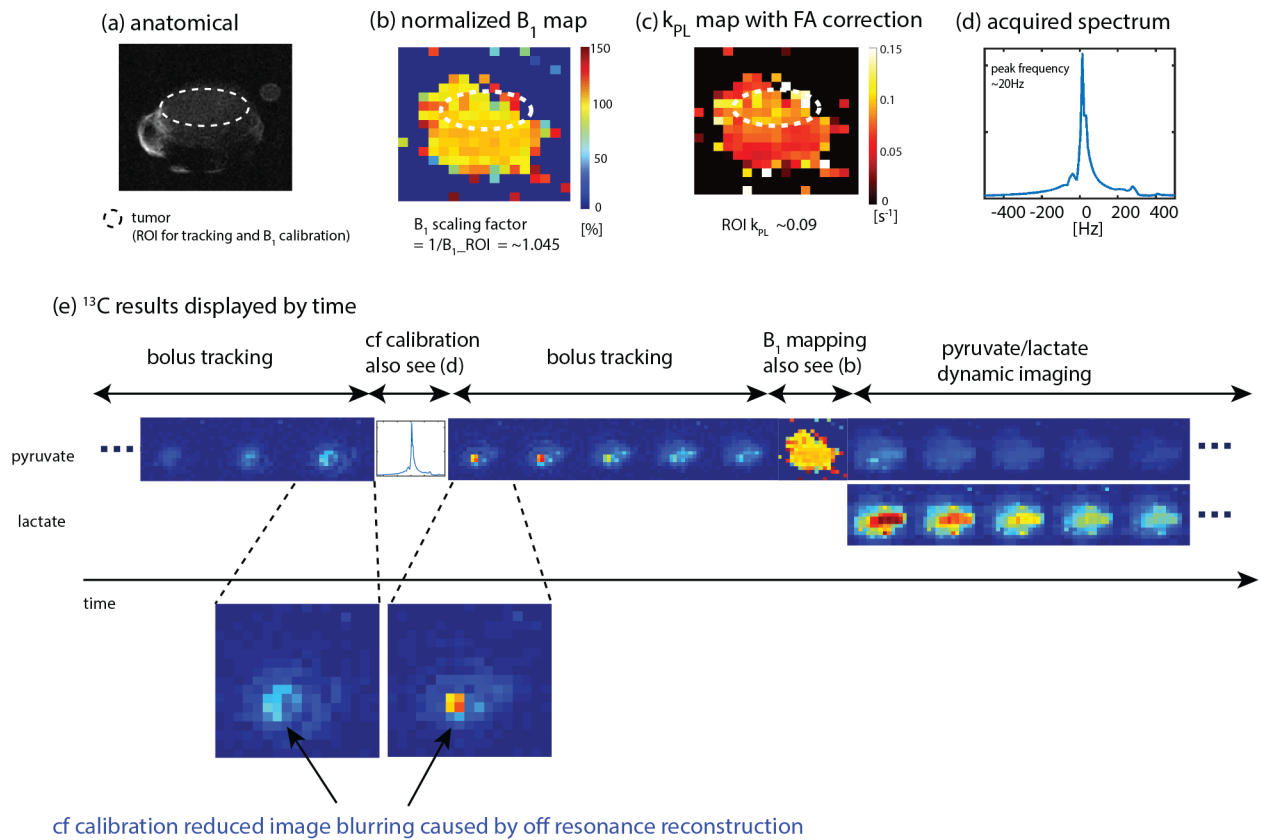 (a) anatomical
tumor
(ROI for tracking and B1 calibration)
(b) normalized B1 map
150
100
50
0
[%]
B1 scaling factor
= 1/B1_ROI = ~1.045
(c) kPL map with FA correction
0.15
0.1
0.05
0
[s-1]
ROI kPL ~0.09
(d) acquired spectrum
peak frequency
~20Hz
-400 -200 0 200 400
[Hz]
(e) 13C results displayed by time
bolus tracking
cf calibration
also see (d)
bolus tracking
B1 mapping
also see (b)
pyruvate/lactate
dynamic imaging
pyruvate
lactate
time
cf calibration reduced image blurring caused by off resonance reconstruction